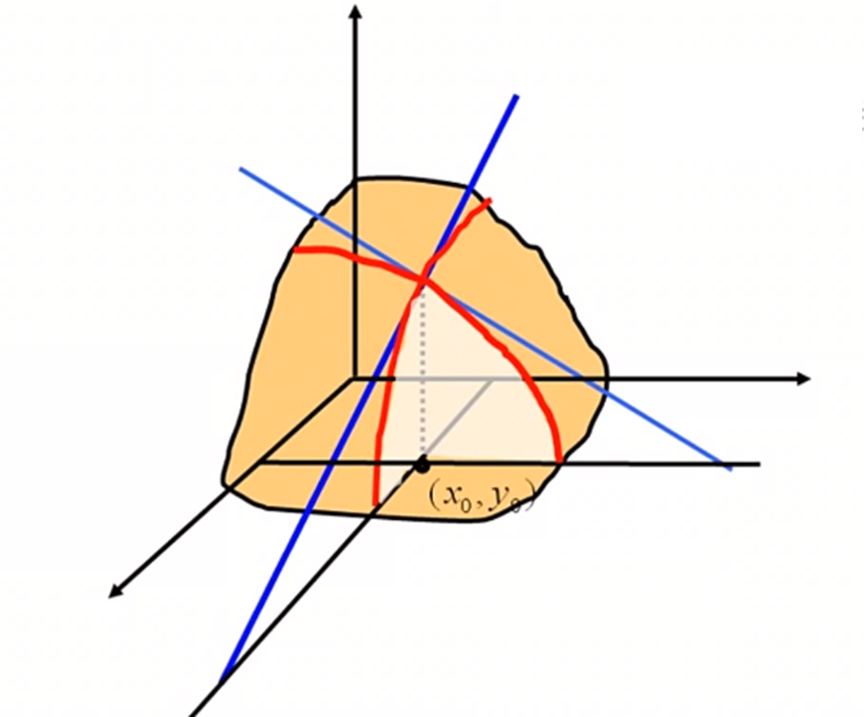 (x₀, y₀)